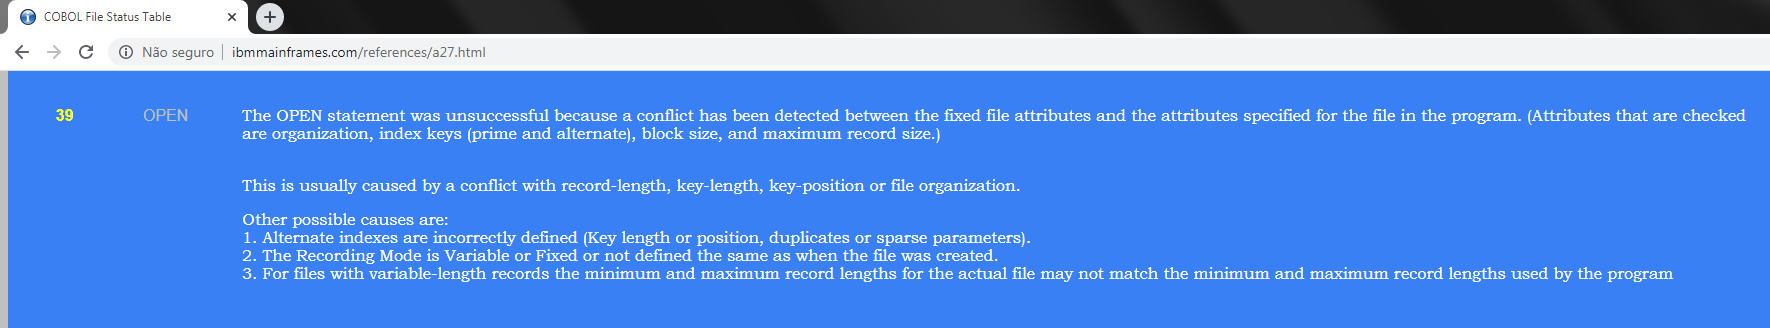 COBOL File Status Table
Não seguro | ibmmainframes.com/references/a27.html
39 OPEN The OPEN statement was unsuccessful because a conflict has been detected between the fixed file attributes and the attributes specified for the file in the program. (Attributes that are checked
are organization, index keys (prime and alternate), block size, and maximum record size.)
This is usually caused by a conflict with record-length, key-length, key-position or file organization.
Other possible causes are:
1. Alternate indexes are incorrectly defined (Key length or position, duplicates or sparse parameters).
2. The Recording Mode is Variable or Fixed or not defined the same as when the file was created.
3. For files with variable-length records the minimum and maximum record lengths for the actual file may not match the minimum and maximum record lengths used by the program